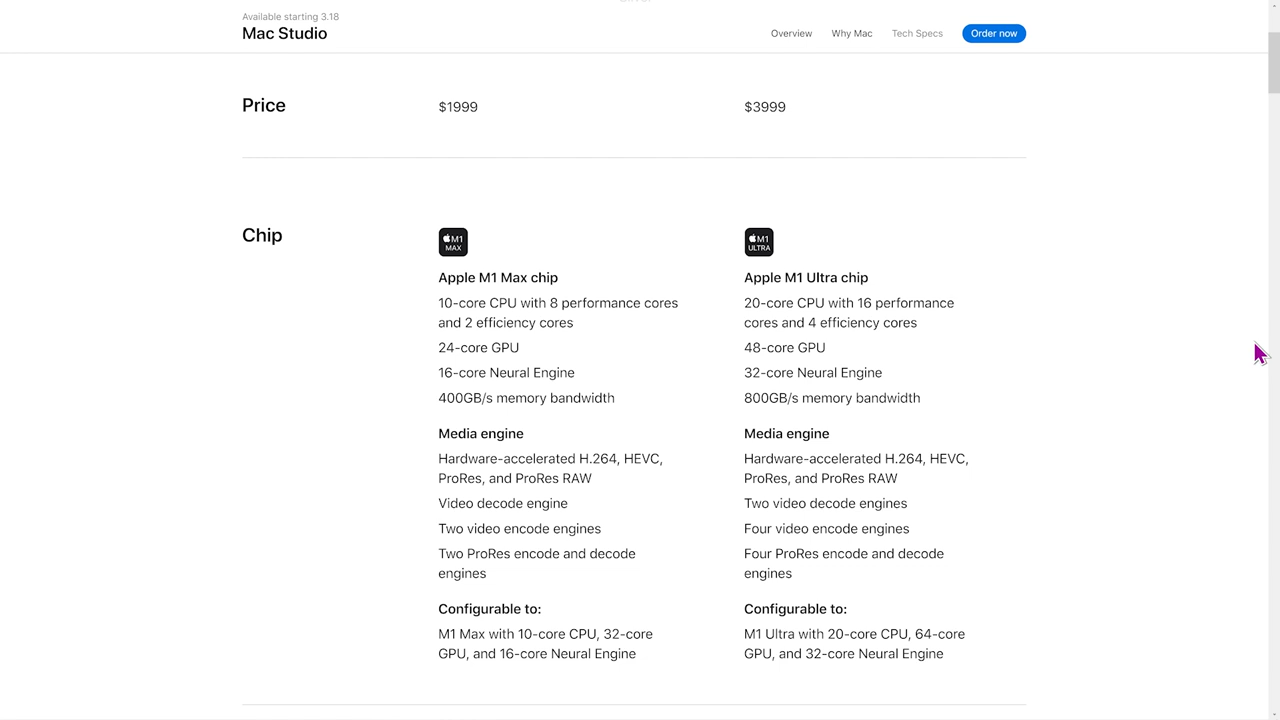 Available starting 3.18
Mac Studio
Overview
Why Mac
Tech Specs
Order now
Price
$1999
$3999
Chip
M1
MAX
M1
ULTRA
Apple M1 Max chip
10-core CPU with 8 performance cores
and 2 efficiency cores
24-core GPU
16-core Neural Engine
400GB/s memory bandwidth
Media engine
Hardware-accelerated H.264, HEVC,
ProRes, and ProRes RAW
Video decode engine
Two video encode engines
Two ProRes encode and decode
engines
Configurable to:
M1 Max with 10-core CPU, 32-core
GPU, and 16-core Neural Engine
Apple M1 Ultra chip
20-core CPU with 16 performance
cores and 4 efficiency cores
48-core GPU
32-core Neural Engine
800GB/s memory bandwidth
Media engine
Hardware-accelerated H.264, HEVC,
ProRes, and ProRes RAW
Two video decode engines
Four video encode engines
Four ProRes encode and decode
engines
Configurable to:
M1 Ultra with 20-core CPU, 64-core
GPU, and 32-core Neural Engine